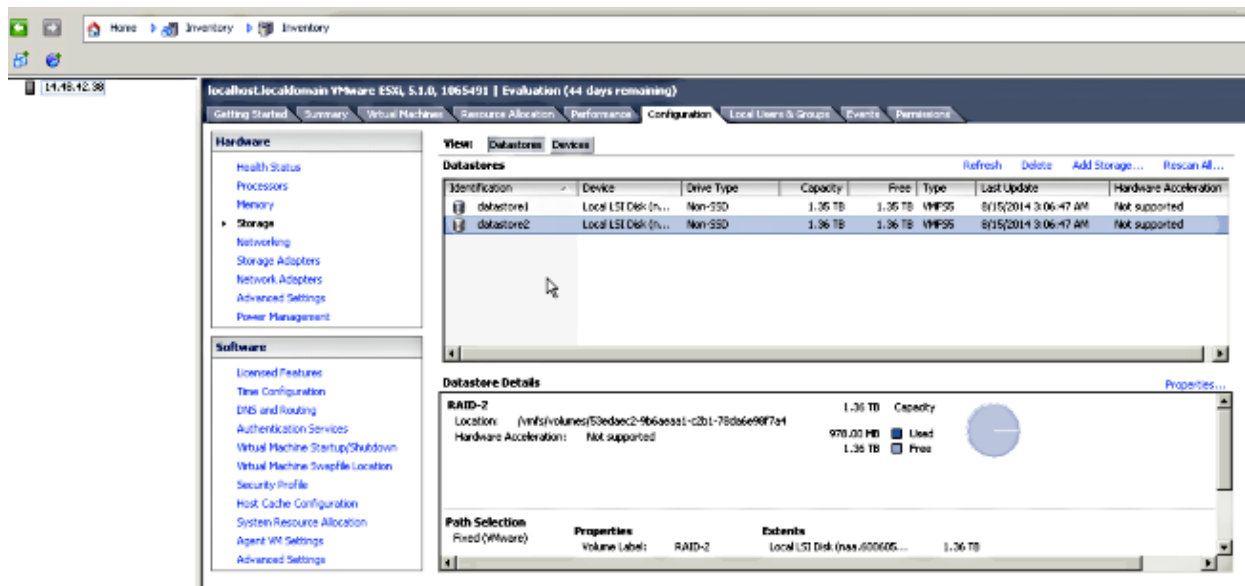 Home Inventory Inventory
14.48.42.38
localhost.localdomain VMware ESXi, 5.1.0, 1065491 | Evaluation (44 days remaining)
Getting Started Summary Virtual Machines Resource Allocation Performance Configuration Local Users & Groups Events Permissions
Hardware
Health Status
Processors
Memory
Storage
Networking
Storage Adapters
Network Adapters
Advanced Settings
Power Management
Software
Licensed Features
Time Configuration
DNS and Routing
Authentication Services
Virtual Machine Startup/Shutdown
Virtual Machine Swapfile Location
Security Profile
Host Cache Configuration
System Resource Allocation
Agent VM Settings
Advanced Settings
View: Datastores Devices
Datastores
Refresh Delete Add Storage... Rescan All...
Identification Device Drive Type Capacity Free Type Last Update Hardware Acceleration
datastore1 Local LSI Disk (n... Non-SSD 1.35 TB 1.35 TB VMFS5 8/15/2014 3:06:47 AM Not supported
datastore2 Local LSI Disk (n... Non-SSD 1.36 TB 1.36 TB VMFS5 8/15/2014 3:06:47 AM Not supported
Datastore Details
Properties...
RAID-2
1.36 TB Capacity
Location:
Hardware Acceleration: Not supported
978.00 MB Used
1.36 TB Free
Path Selection
Fixed (VMware)
Properties
Volume Label: RAID-2
Extents
Local LSI Disk (naa.600605... 1.36 TB